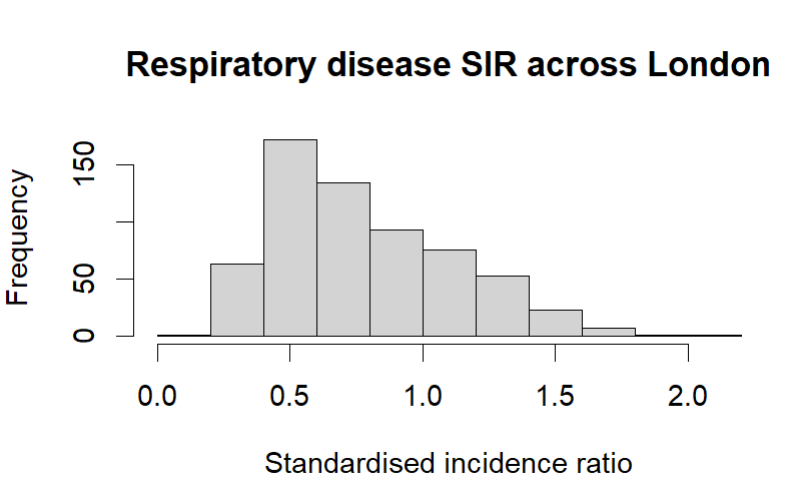 Respiratory disease SIR across London
Frequency
150
50
0
0.0 0.5 1.0 1.5 2.0
Standardised incidence ratio